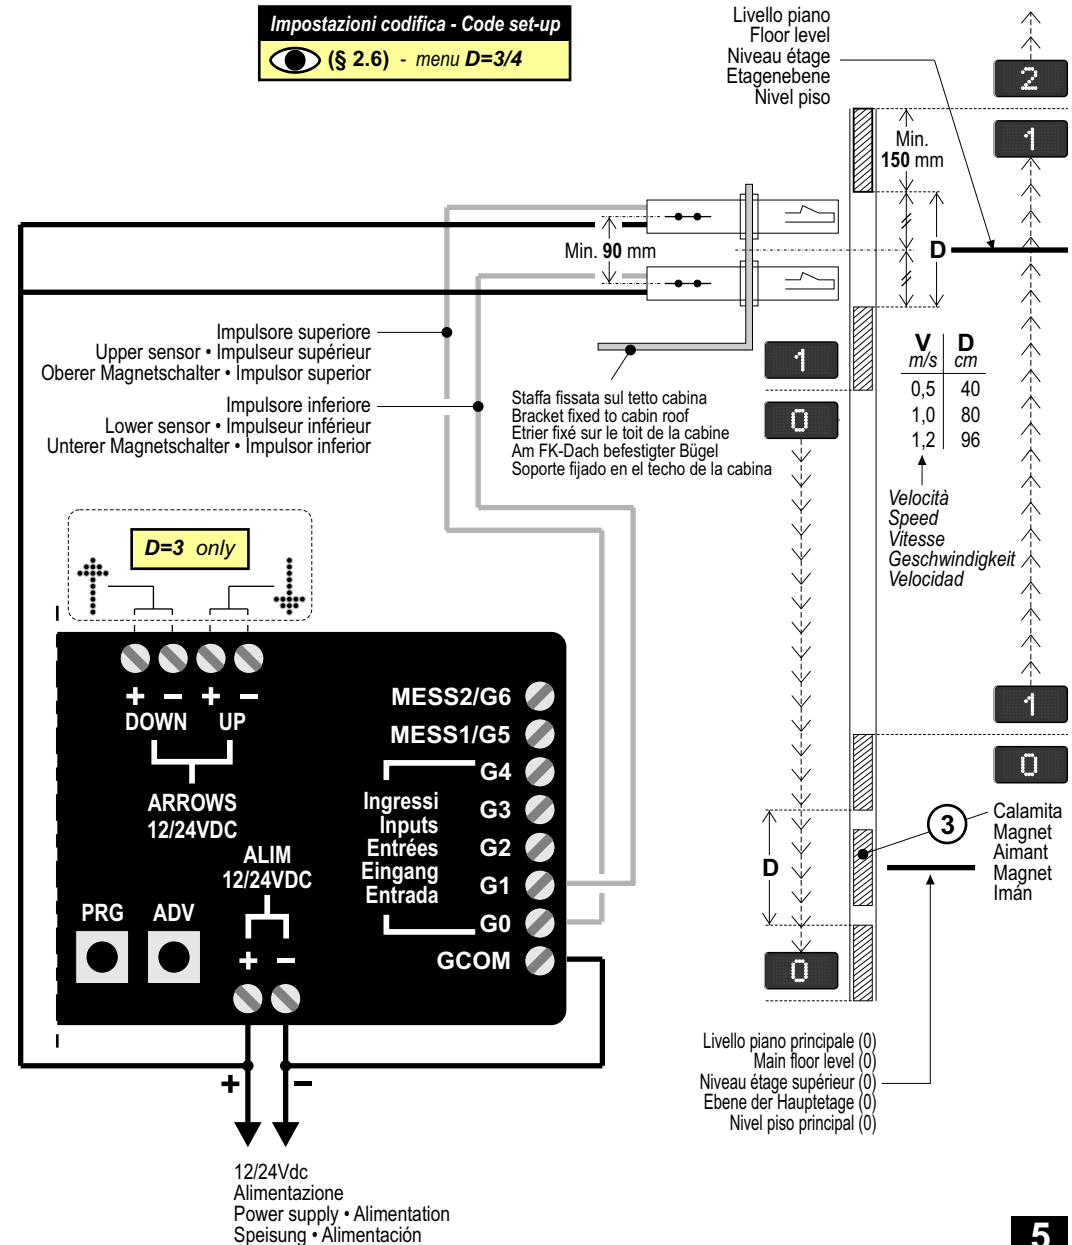 Impostazioni codifica - Code set-up
(§ 2.6) - menu D=3/4
Livello piano
Floor level
Niveau étage
Etagenebene
Nivel piso
2
1
Min.
150 mm
D
Min. 90 mm
Impulsore superiore
Upper sensor • Impulseur supérieur
Oberer Magnetschalter • Impulsor superior
Impulsore inferiore
Lower sensor • Impulseur inférieur
Unterer Magnetschalter • Impulsor inferior
1
0
Staffa fissata sul tetto cabina
Bracket fixed to cabin roof
Etrier fixé sur le toit de la cabine
Am FK-Dach befestigter Bügel
Soporte fijado en el techo de la cabina
V D
m/s cm
0,5 40
1,0 80
1,2 96
Velocità
Speed
Vitesse
Geschwindigkeit
Velocidad
D=3 only
+ − + −
DOWN UP
ARROWS
12/24VDC
ALIM
12/24VDC
+ −
PRG ADV
MESS2/G6
MESS1/G5
G4
G3
G2
G1
G0
GCOM
Ingressi
Inputs
Entrées
Eingang
Entrada
1
0
3
Calamita
Magnet
Aimant
Magnet
Imán
D
0
Livello piano principale (0)
Main floor level (0)
Niveau étage supérieur (0)
Ebene der Hauptetage (0)
Nivel piso principal (0)
+ −
12/24Vdc
Alimentazione
Power supply • Alimentation
Speisung • Alimentación
5